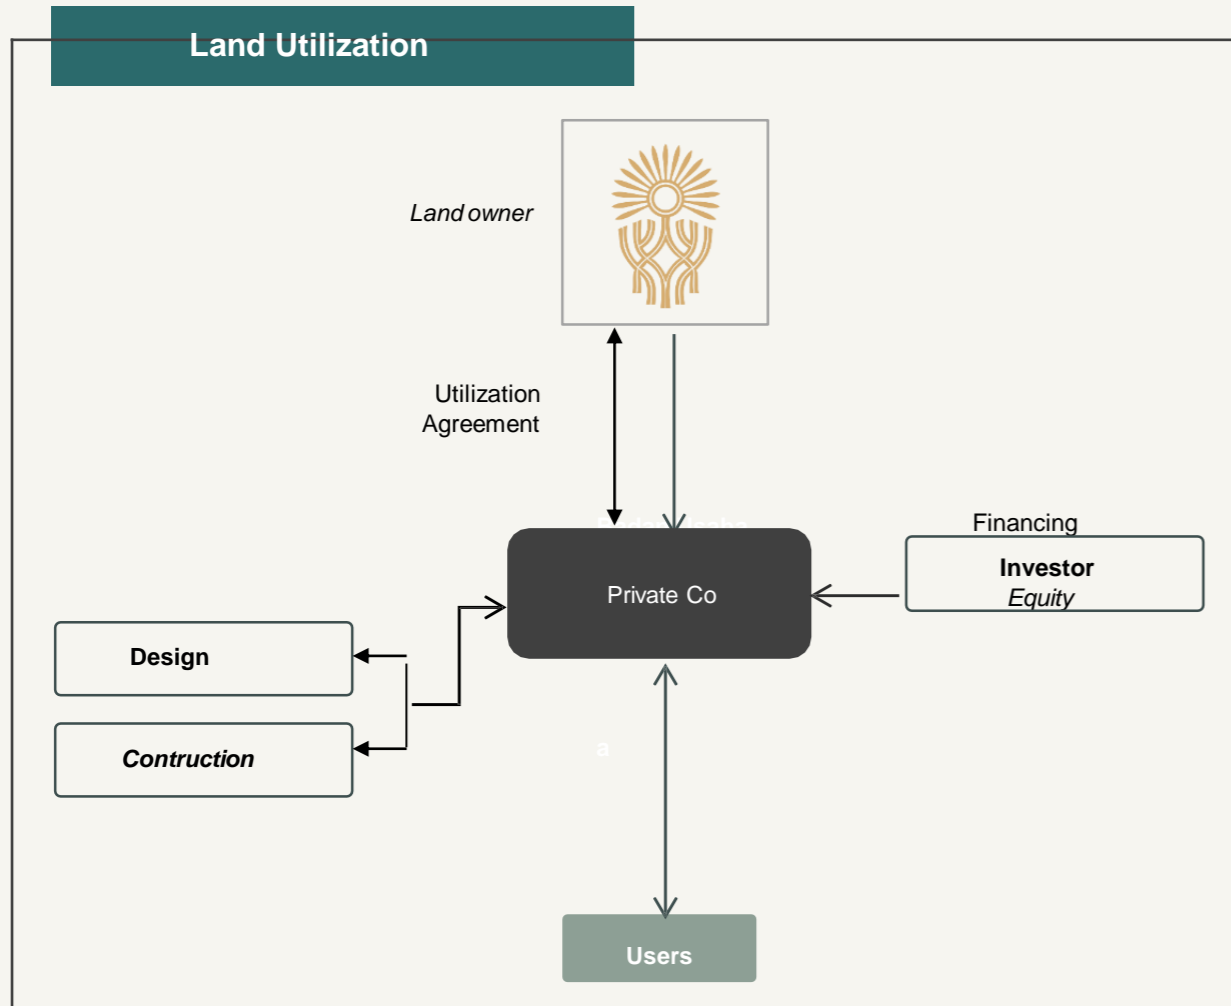 Land Utilization
Land owner
Utilization
Agreement
Financing
Investor
Equity
Private Co
Design
Contruction
a
Users